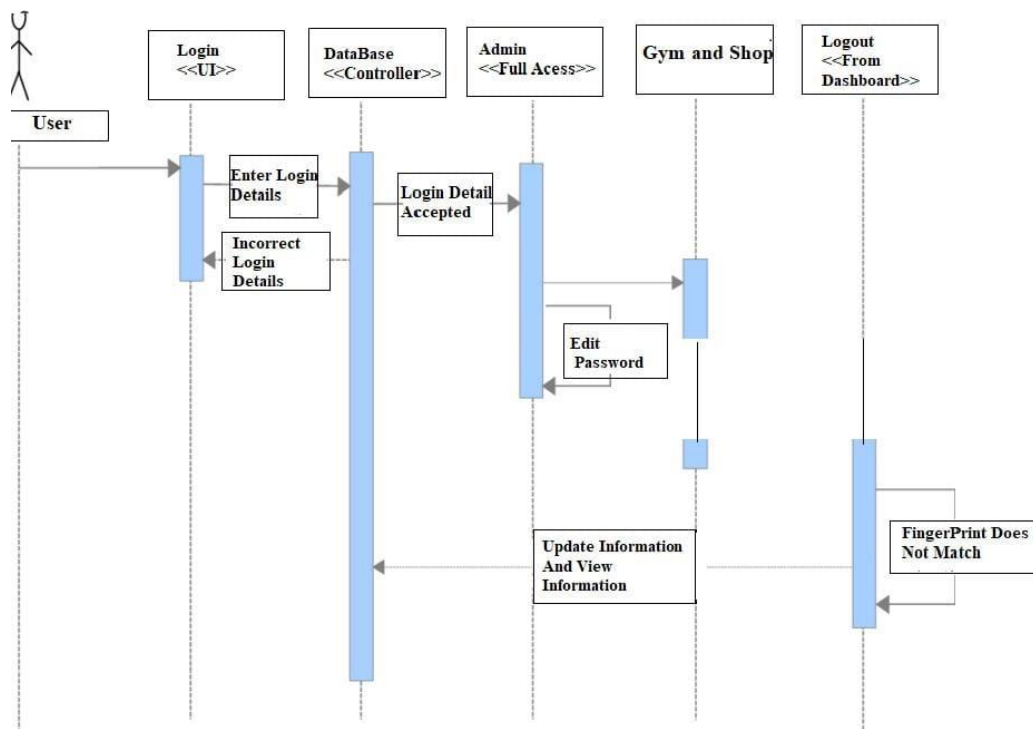 User
Login
<<UI>>
DataBase
<<Controller>>
Admin
<<Full Acess>>
Gym and Shop
Logout
<<From
Dashboard>>
Enter Login
Details
Login Detail
Accepted
Incorrect
Login
Details
Edit
Password
FingerPrint Does
Not Match
Update Information
And View
Information